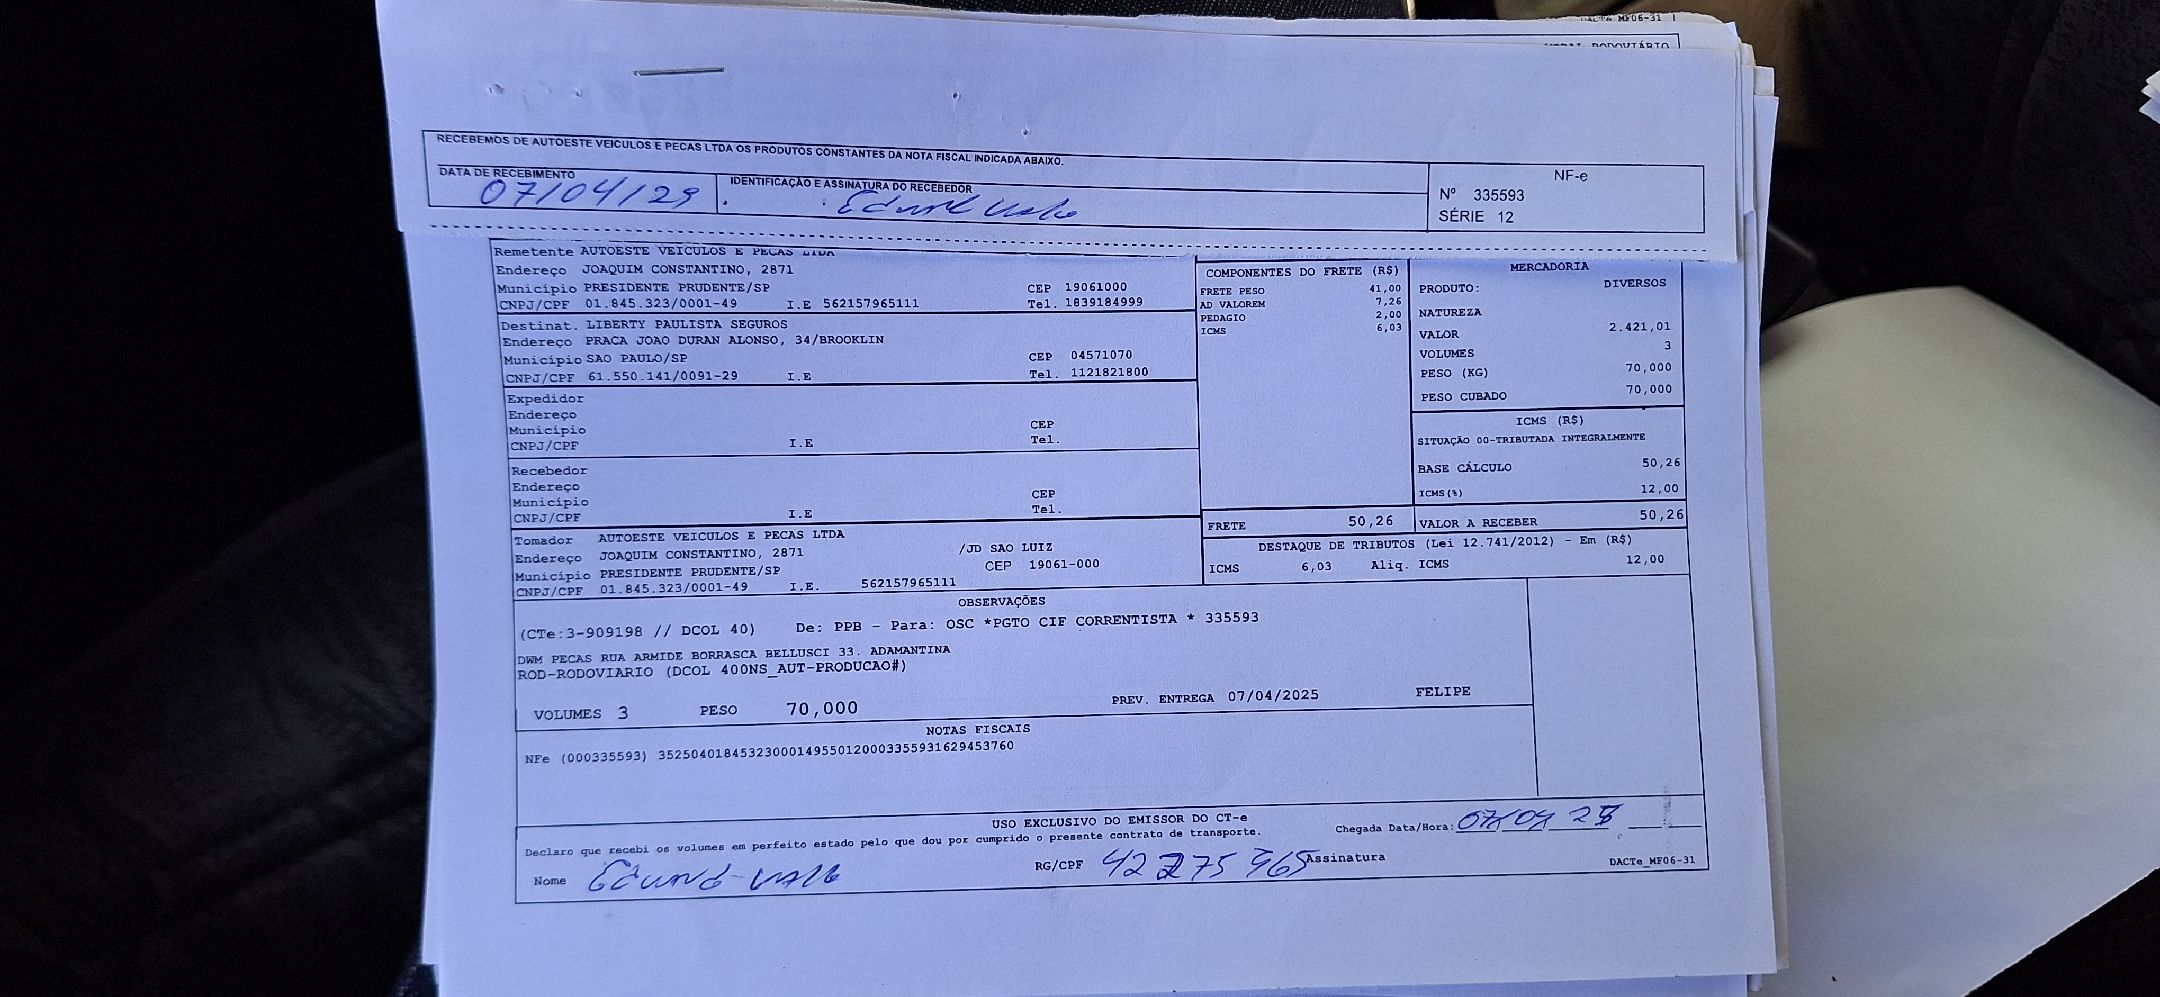 DACTe MF06-31
MODAL RODOVIÁRIO
RECEBEMOS DE AUTOESTE VEICULOS E PECAS LTDA OS PRODUTOS CONSTANTES DA NOTA FISCAL INDICADA ABAIXO.
DATA DE RECEBIMENTO
07/04/25
IDENTIFICAÇÃO E ASSINATURA DO RECEBEDOR
NF-e
Nº 335593
SÉRIE 12
Remetente AUTOESTE VEICULOS E PECAS LTDA
Endereço JOAQUIM CONSTANTINO, 2871
Município PRESIDENTE PRUDENTE/SP CEP 19061000
CNPJ/CPF 01.845.323/0001-49 I.E 562157965111 Tel. 1839184999
Destinat. LIBERTY PAULISTA SEGUROS
Endereço PRACA JOAO DURAN ALONSO, 34/BROOKLIN
Município SAO PAULO/SP CEP 04571070
CNPJ/CPF 61.550.141/0091-29 I.E Tel. 1121821800
Expedidor
Endereço
Município CEP
CNPJ/CPF I.E Tel.
Recebedor
Endereço
Município CEP
CNPJ/CPF I.E Tel.
Tomador AUTOESTE VEICULOS E PECAS LTDA
Endereço JOAQUIM CONSTANTINO, 2871 /JD SAO LUIZ
Município PRESIDENTE PRUDENTE/SP CEP 19061-000
CNPJ/CPF 01.845.323/0001-49 I.E. 562157965111
COMPONENTES DO FRETE (R$)
FRETE PESO 41,00
AD VALOREM 7,26
PEDAGIO 2,00
ICMS 6,03
FRETE 50,26
MERCADORIA
PRODUTO: DIVERSOS
NATUREZA
VALOR 2.421,01
VOLUMES 3
PESO (KG) 70,000
PESO CUBADO 70,000
ICMS (R$)
SITUAÇÃO 00-TRIBUTADA INTEGRALMENTE
BASE CÁLCULO 50,26
ICMS(%) 12,00
VALOR A RECEBER 50,26
DESTAQUE DE TRIBUTOS (Lei 12.741/2012) - Em (R$)
ICMS 6,03 Aliq. ICMS 12,00
OBSERVAÇÕES
(CTe:3-909198 // DCOL 40) De: PPB - Para: OSC *PGTO CIF CORRENTISTA * 335593
DWM PECAS RUA ARMIDE BORRASCA BELLUSCI 33. ADAMANTINA
ROD-RODOVIARIO (DCOL 400NS_AUT-PRODUCAO#)
VOLUMES 3 PESO 70,000 PREV. ENTREGA 07/04/2025 FELIPE
NOTAS FISCAIS
NFe (000335593) 35250401845323000149550120003355931629453760
USO EXCLUSIVO DO EMISSOR DO CT-e
Declaro que recebi os volumes em perfeito estado pelo que dou por cumprido o presente contrato de transporte.
Chegada Data/Hora: 07/04 25
Nome RG/CPF Assinatura
DACTe_MF06-31